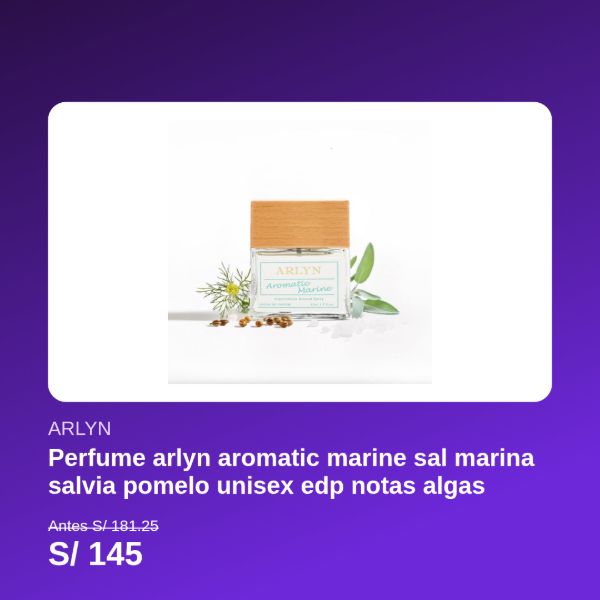 ARLYN
Aromatic
Marine
ARLYN
Perfume arlyn aromatic marine sal marina
salvia pomelo unisex edp notas algas
Antes S/ 181.25
S/ 145